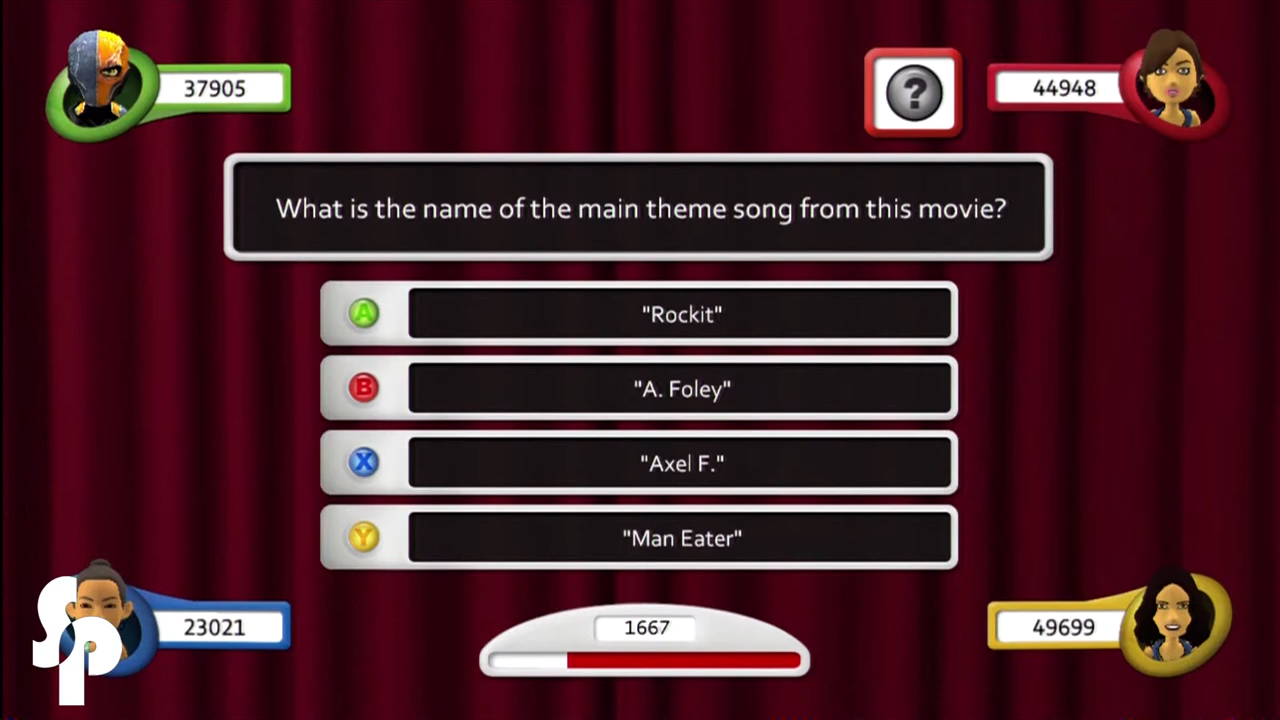 37905
?
44948
What is the name of the main theme song from this movie?
A
"Rockit"
B
"A. Foley"
X
"Axel F."
Y
"Man Eater"
SP
23021
1667
49699